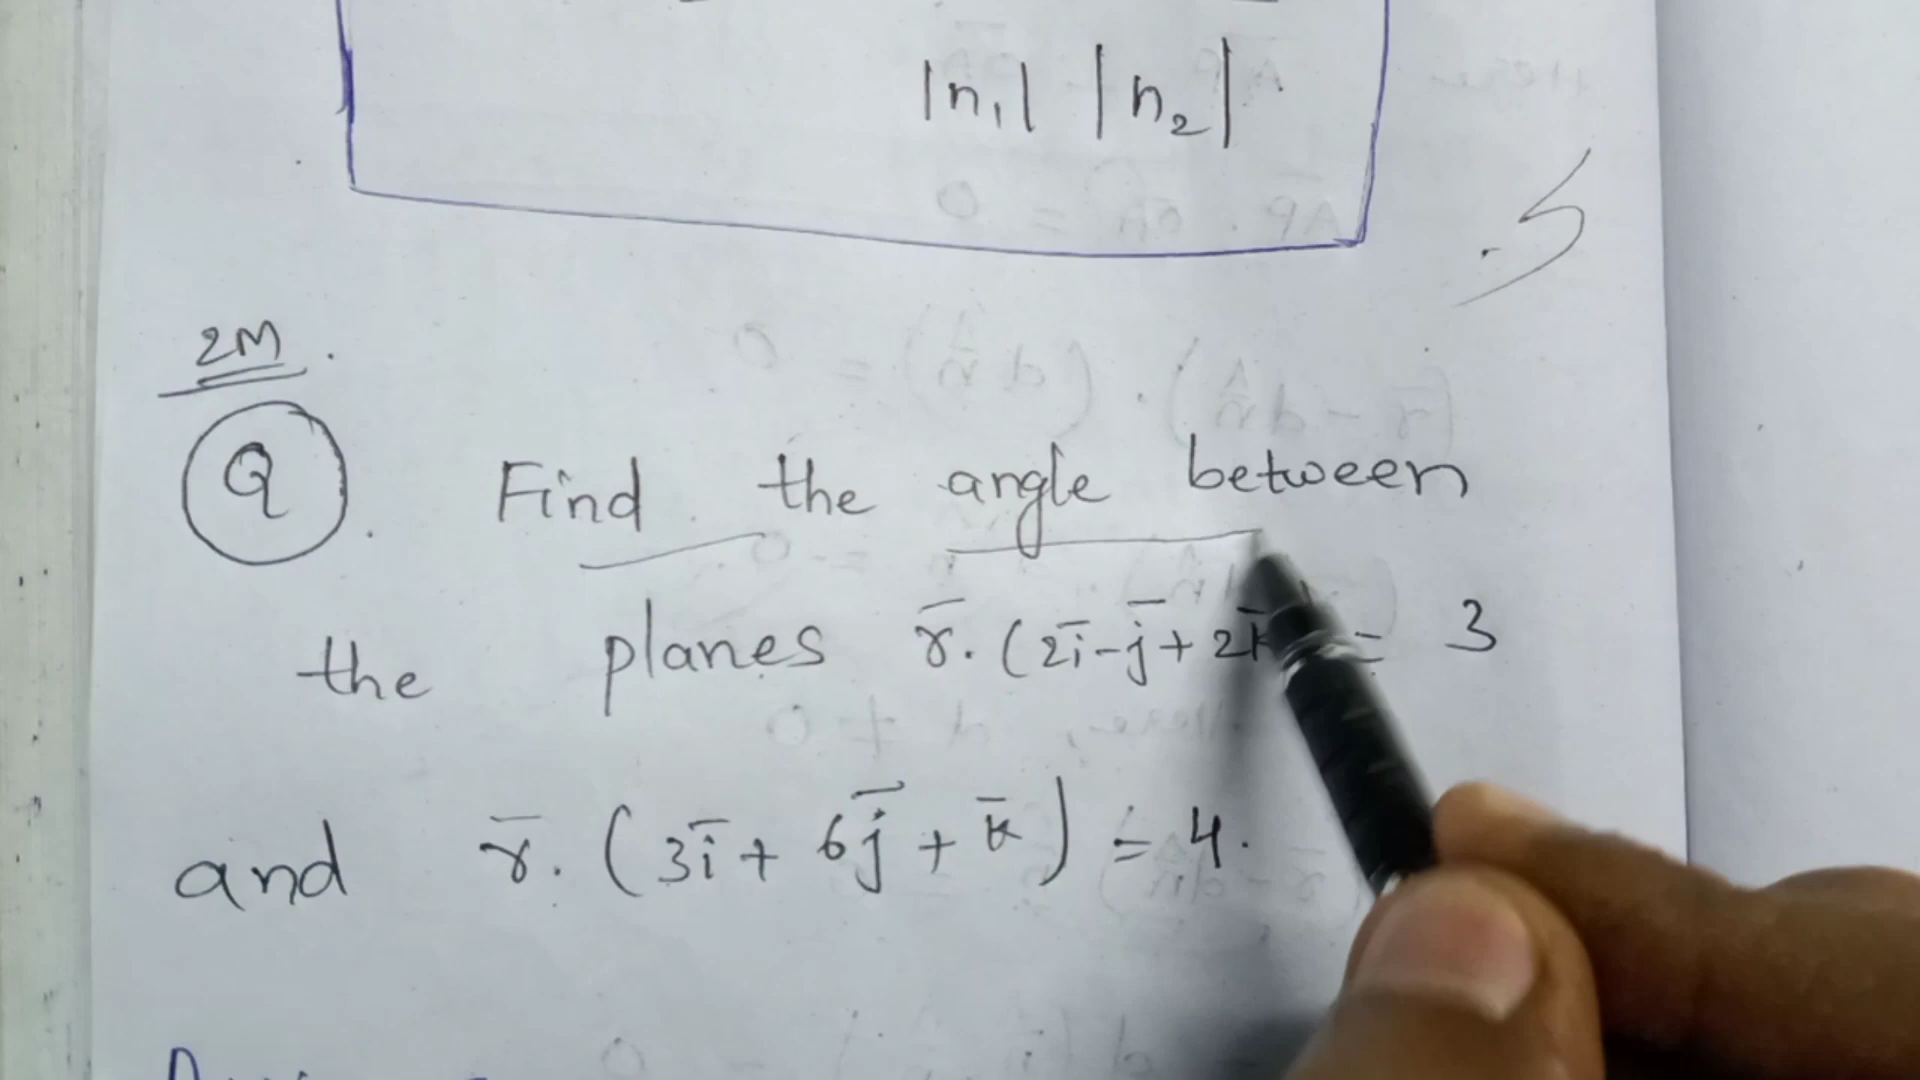 |n₁| |n₂|
2M.
Q. Find the angle between
the planes r̄. (2ī - j̄ + 2k̄ = 3
and r̄. (3ī + 6j̄ + k̄) = 4.